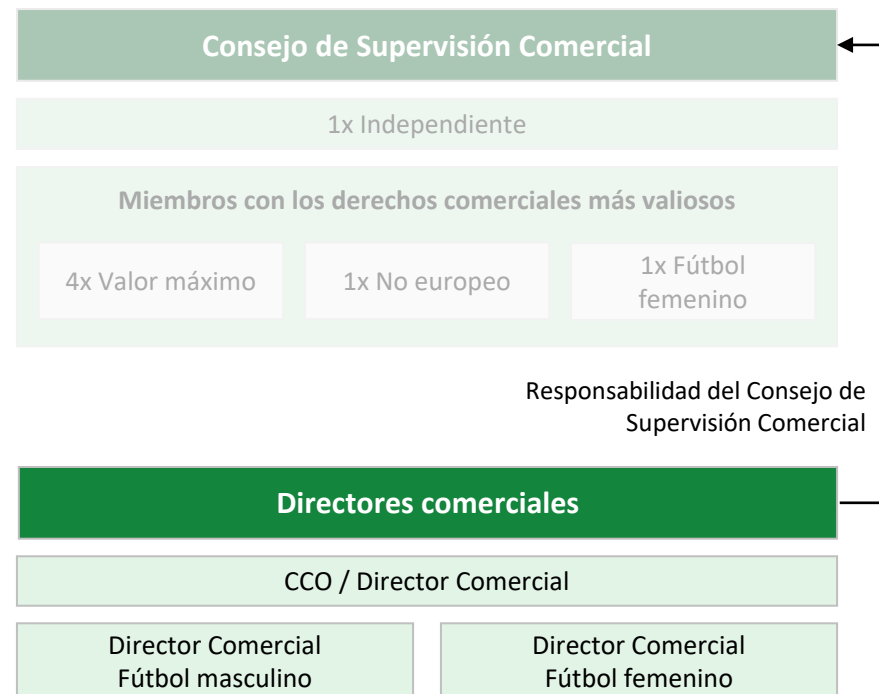 Consejo de Supervisión Comercial
1x Independiente
Miembros con los derechos comerciales más valiosos
4x Valor máximo
1x No europeo
1x Fútbol
femenino
Responsabilidad del Consejo de
Supervisión Comercial
Directores comerciales
CCO / Director Comercial
Director Comercial
Fútbol masculino
Director Comercial
Fútbol femenino